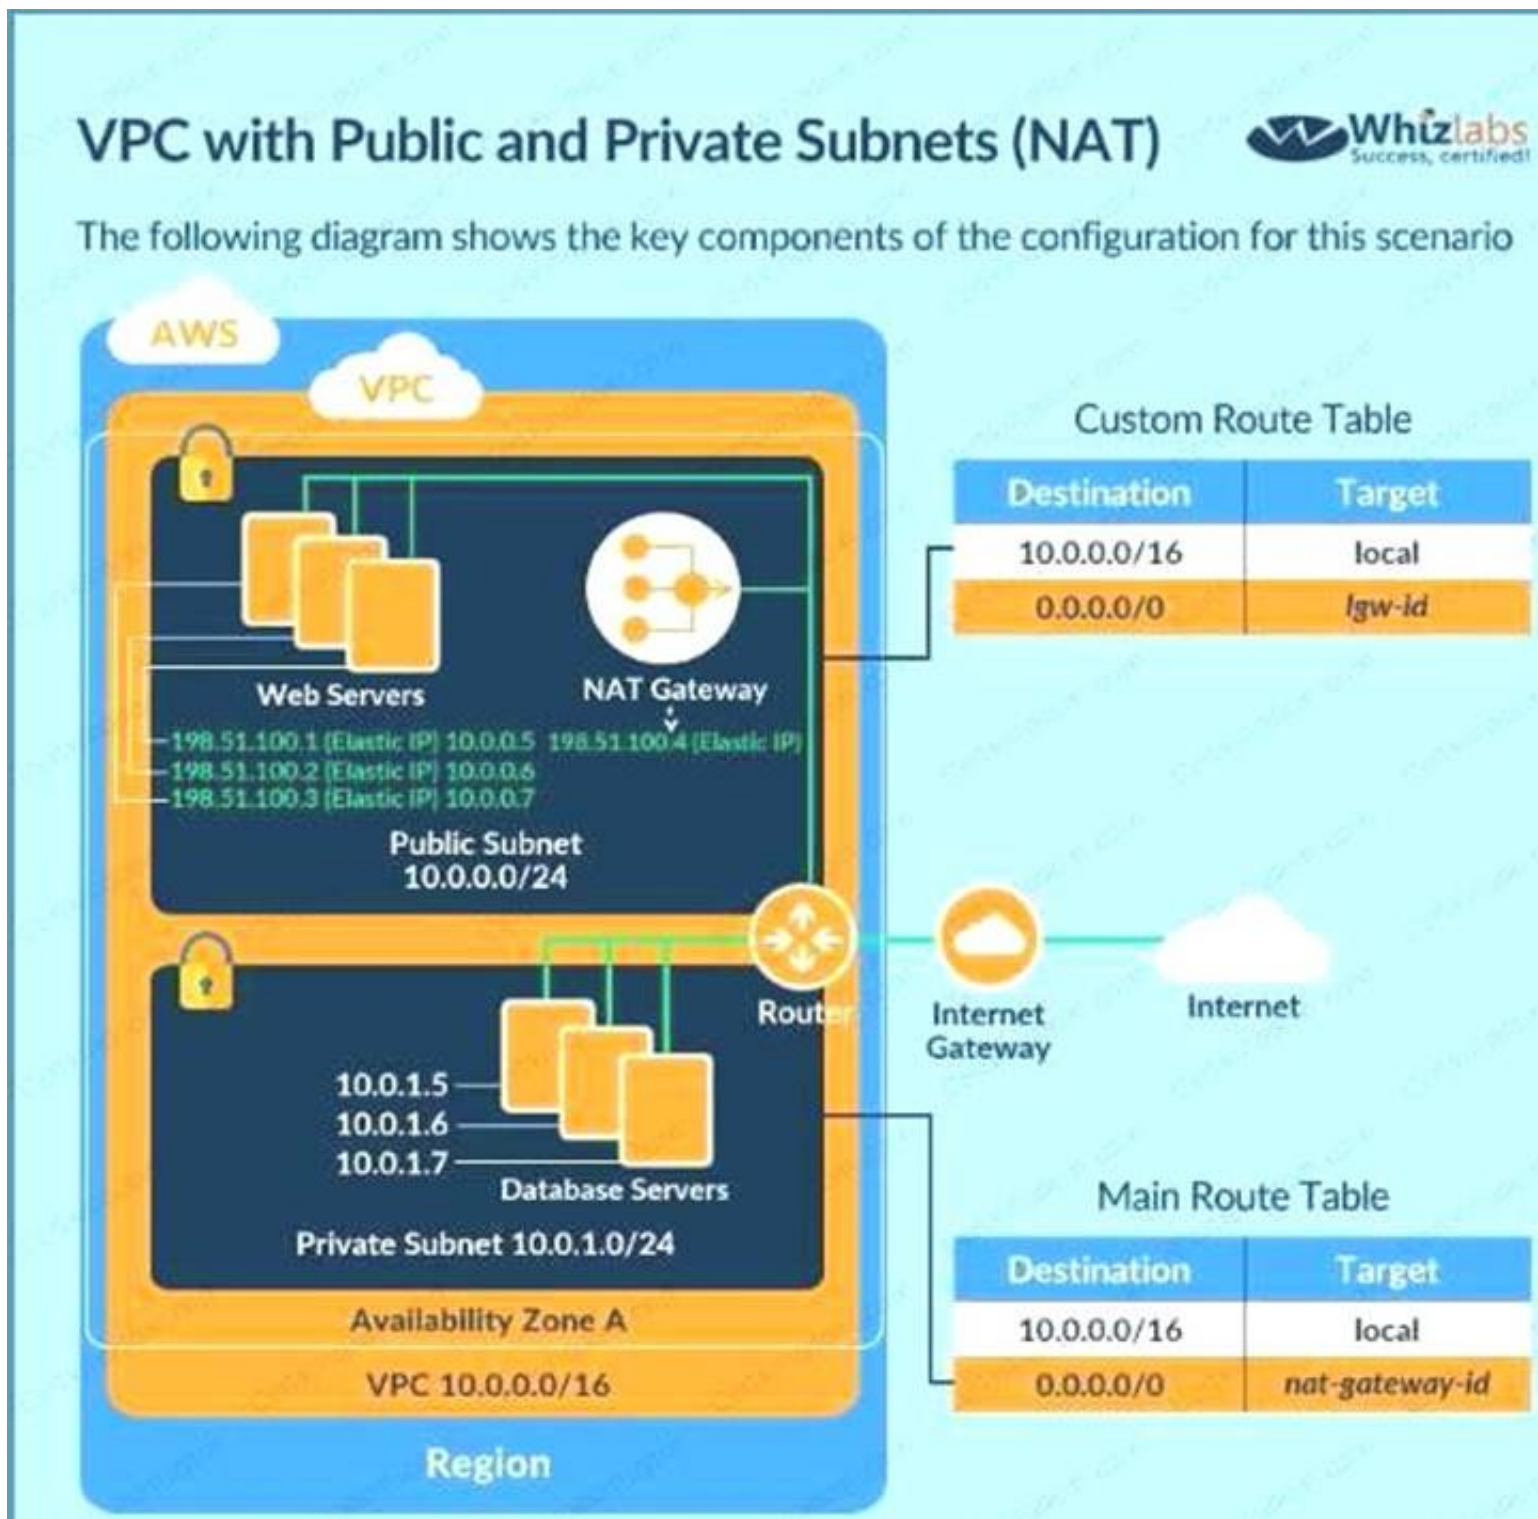 VPC with Public and Private Subnets (NAT)
Whizlabs
Success, certified!
The following diagram shows the key components of the configuration for this scenario
AWS
VPC
Web Servers
NAT Gateway
198.51.100.1 (Elastic IP) 10.0.0.5 198.51.100.4 (Elastic IP)
198.51.100.2 (Elastic IP) 10.0.0.6
198.51.100.3 (Elastic IP) 10.0.0.7
Public Subnet
10.0.0.0/24
Custom Route Table
Destination Target
10.0.0.0/16 local
0.0.0.0/0 lgw-id
Router
Internet
Gateway
Internet
10.0.1.5
10.0.1.6
10.0.1.7
Database Servers
Private Subnet 10.0.1.0/24
Availability Zone A
VPC 10.0.0.0/16
Region
Main Route Table
Destination Target
10.0.0.0/16 local
0.0.0.0/0 nat-gateway-id